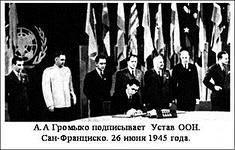 А.А Громыко подписывает Устав ООН.
Сан-Франциско. 26 июня 1945 года.